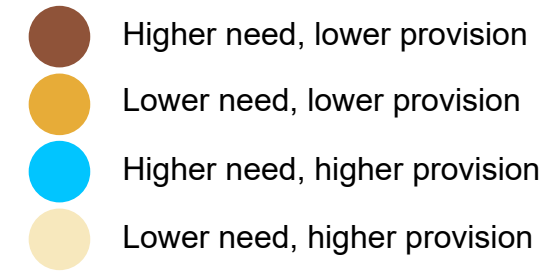 Higher need, lower provision
Lower need, lower provision
Higher need, higher provision
Lower need, higher provision